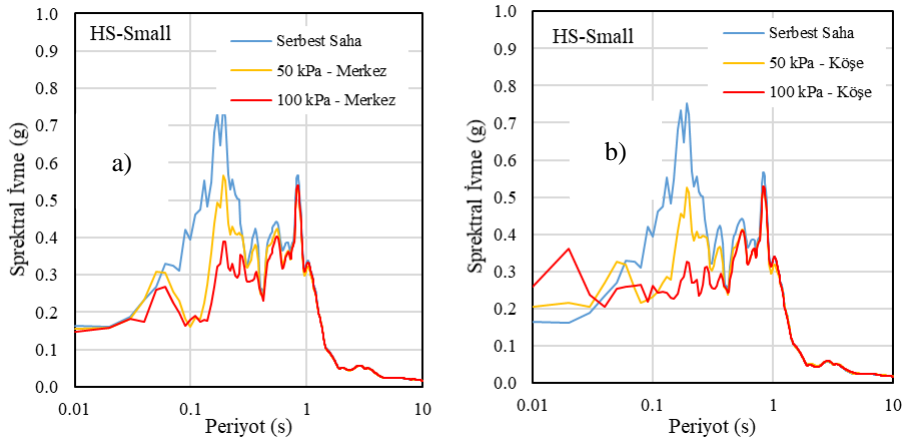 HS-Small
Serbest Saha
50 kPa - Merkez
100 kPa - Merkez
a)
Sprektral İvme (g)
1.0
0.9
0.8
0.7
0.6
0.5
0.4
0.3
0.2
0.1
0.0
0.01
0.1
1
10
Periyot (s)
HS-Small
Serbest Saha
50 kPa - Köşe
100 kPa - Köşe
b)
Sprektral İvme (g)
1.0
0.9
0.8
0.7
0.6
0.5
0.4
0.3
0.2
0.1
0.0
0.01
0.1
1
10
Periyot (s)